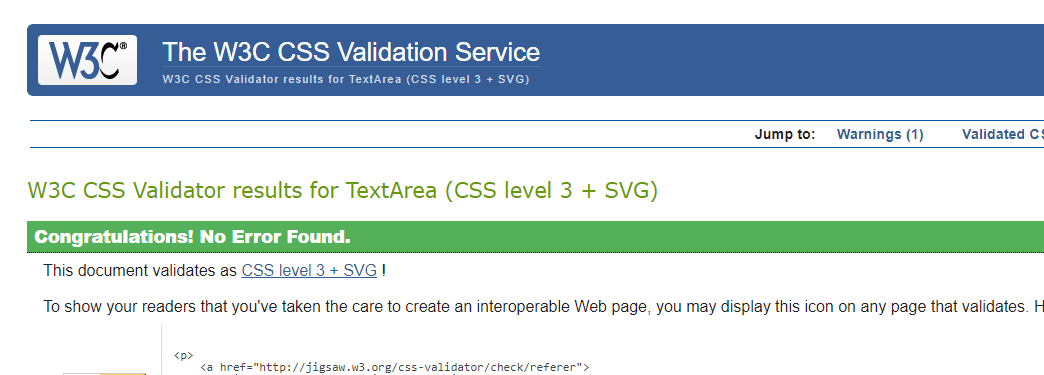 W3C®
The W3C CSS Validation Service
W3C CSS Validator results for TextArea (CSS level 3 + SVG)
Jump to: Warnings (1) Validated CS
W3C CSS Validator results for TextArea (CSS level 3 + SVG)
Congratulations! No Error Found.
This document validates as CSS level 3 + SVG !
To show your readers that you've taken the care to create an interoperable Web page, you may display this icon on any page that validates. H
<p>
<a href="http://jigsaw.w3.org/css-validator/check/referer">